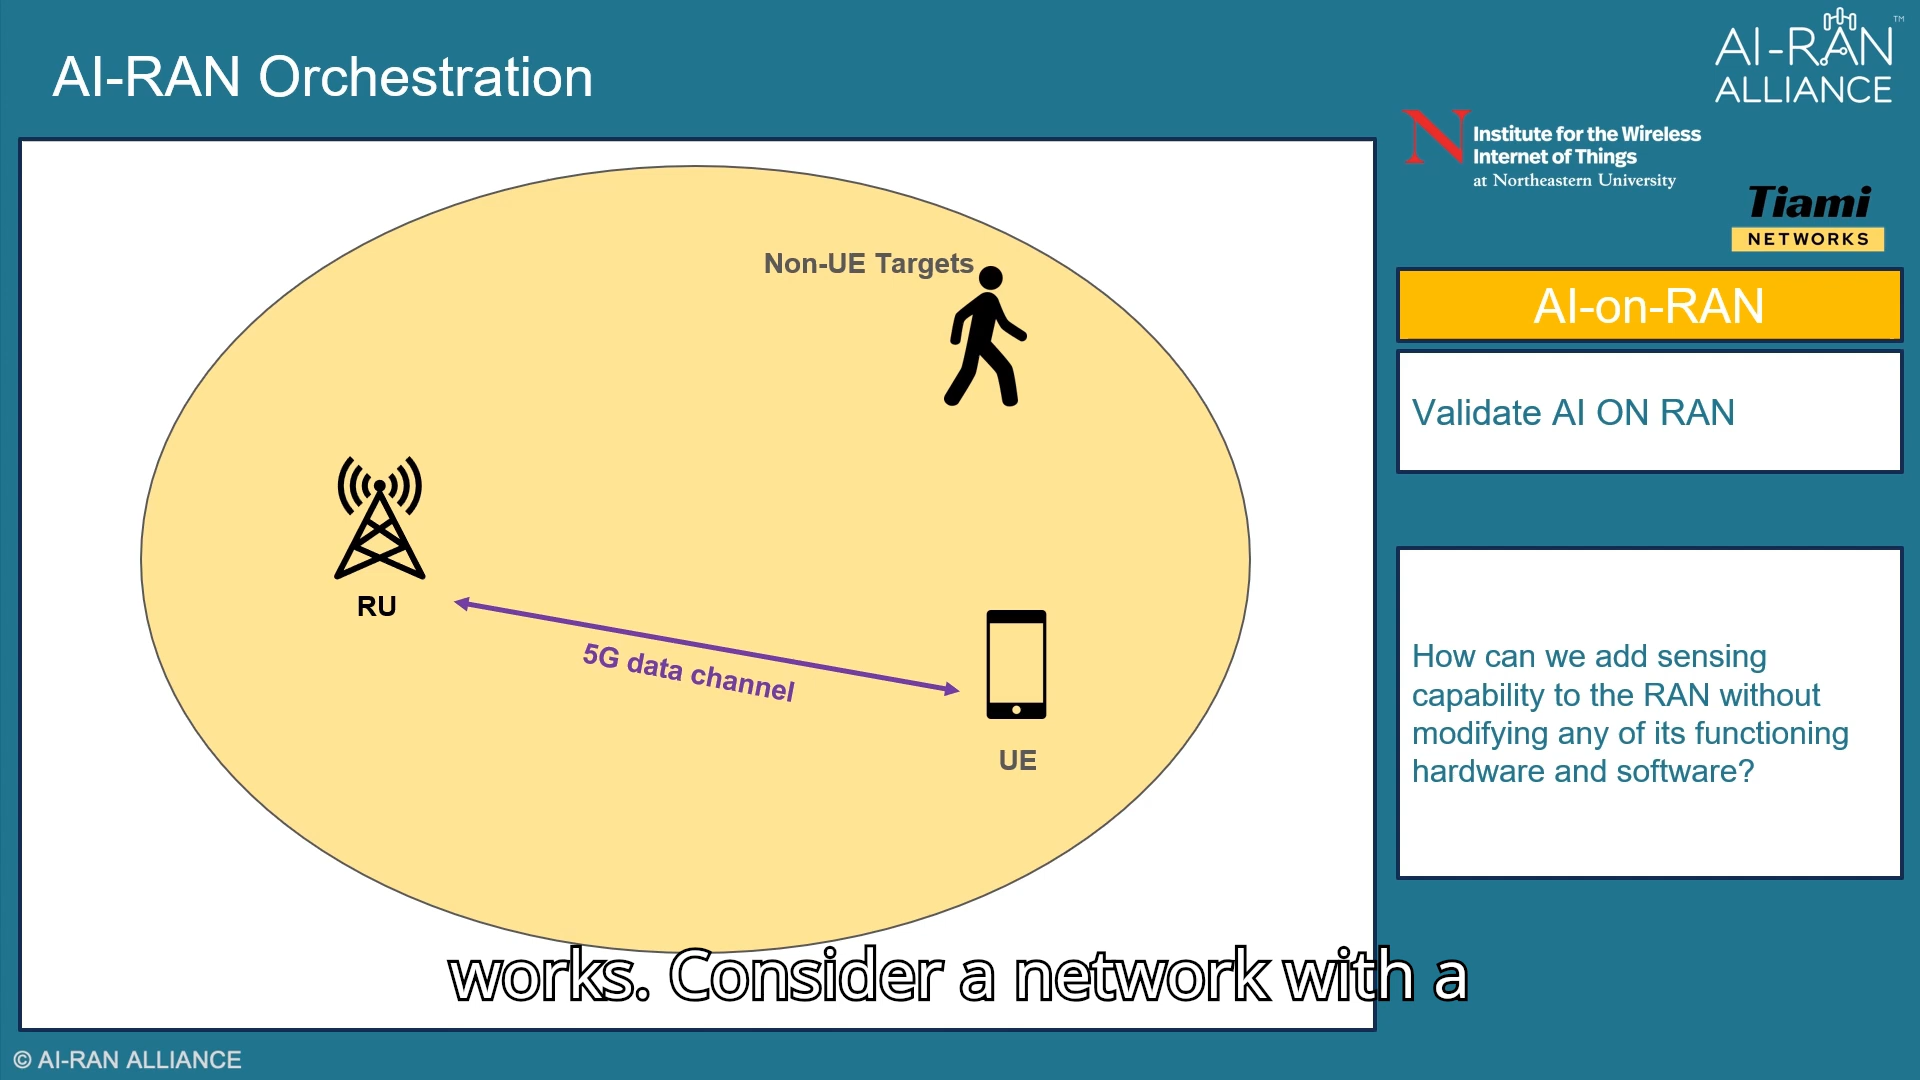 AI-RAN Orchestration
AI-RAN
ALLIANCE
TM
Institute for the Wireless
Internet of Things
at Northeastern University
Tiami
NETWORKS
Non-UE Targets
RU
5G data channel
UE
AI-on-RAN
Validate AI ON RAN
How can we add sensing
capability to the RAN without
modifying any of its functioning
hardware and software?
works. Consider a network with a
© AI-RAN ALLIANCE